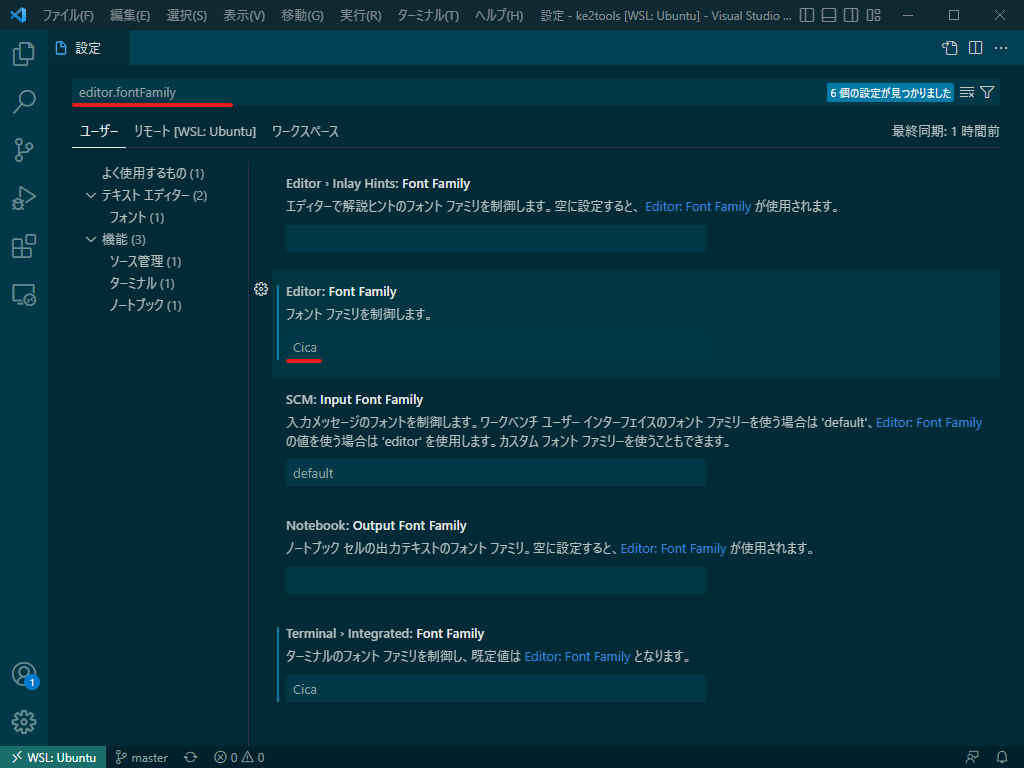 ファイル(F) 編集(E) 選択(S) 表示(V) 移動(G) 実行(R) ターミナル(T) ヘルプ(H) 設定 - ke2tools [WSL: Ubuntu] - Visual Studio ...
設定
editor.fontFamily
6 個の設定が見つかりました
ユーザー リモート [WSL: Ubuntu] ワークスペース
最終同期: 1 時間前
よく使用するもの (1)
テキスト エディター (2)
フォント (1)
機能 (3)
ソース管理 (1)
ターミナル (1)
ノートブック (1)
Editor › Inlay Hints: Font Family
エディターで解説ヒントのフォント ファミリを制御します。空に設定すると、 Editor: Font Family が使用されます。
Editor: Font Family
フォント ファミリを制御します。
Cica
SCM: Input Font Family
入力メッセージのフォントを制御します。ワークベンチ ユーザー インターフェイスのフォント ファミリーを使う場合は 'default'、Editor: Font Family
の値を使う場合は 'editor' を使用します。カスタム フォント ファミリーを使うこともできます。
default
Notebook: Output Font Family
ノートブック セルの出力テキストのフォント ファミリ。空に設定すると、Editor: Font Family が使用されます。
Terminal › Integrated: Font Family
ターミナルのフォント ファミリを制御し、既定値は Editor: Font Family となります。
Cica
1
WSL: Ubuntu master 0 0